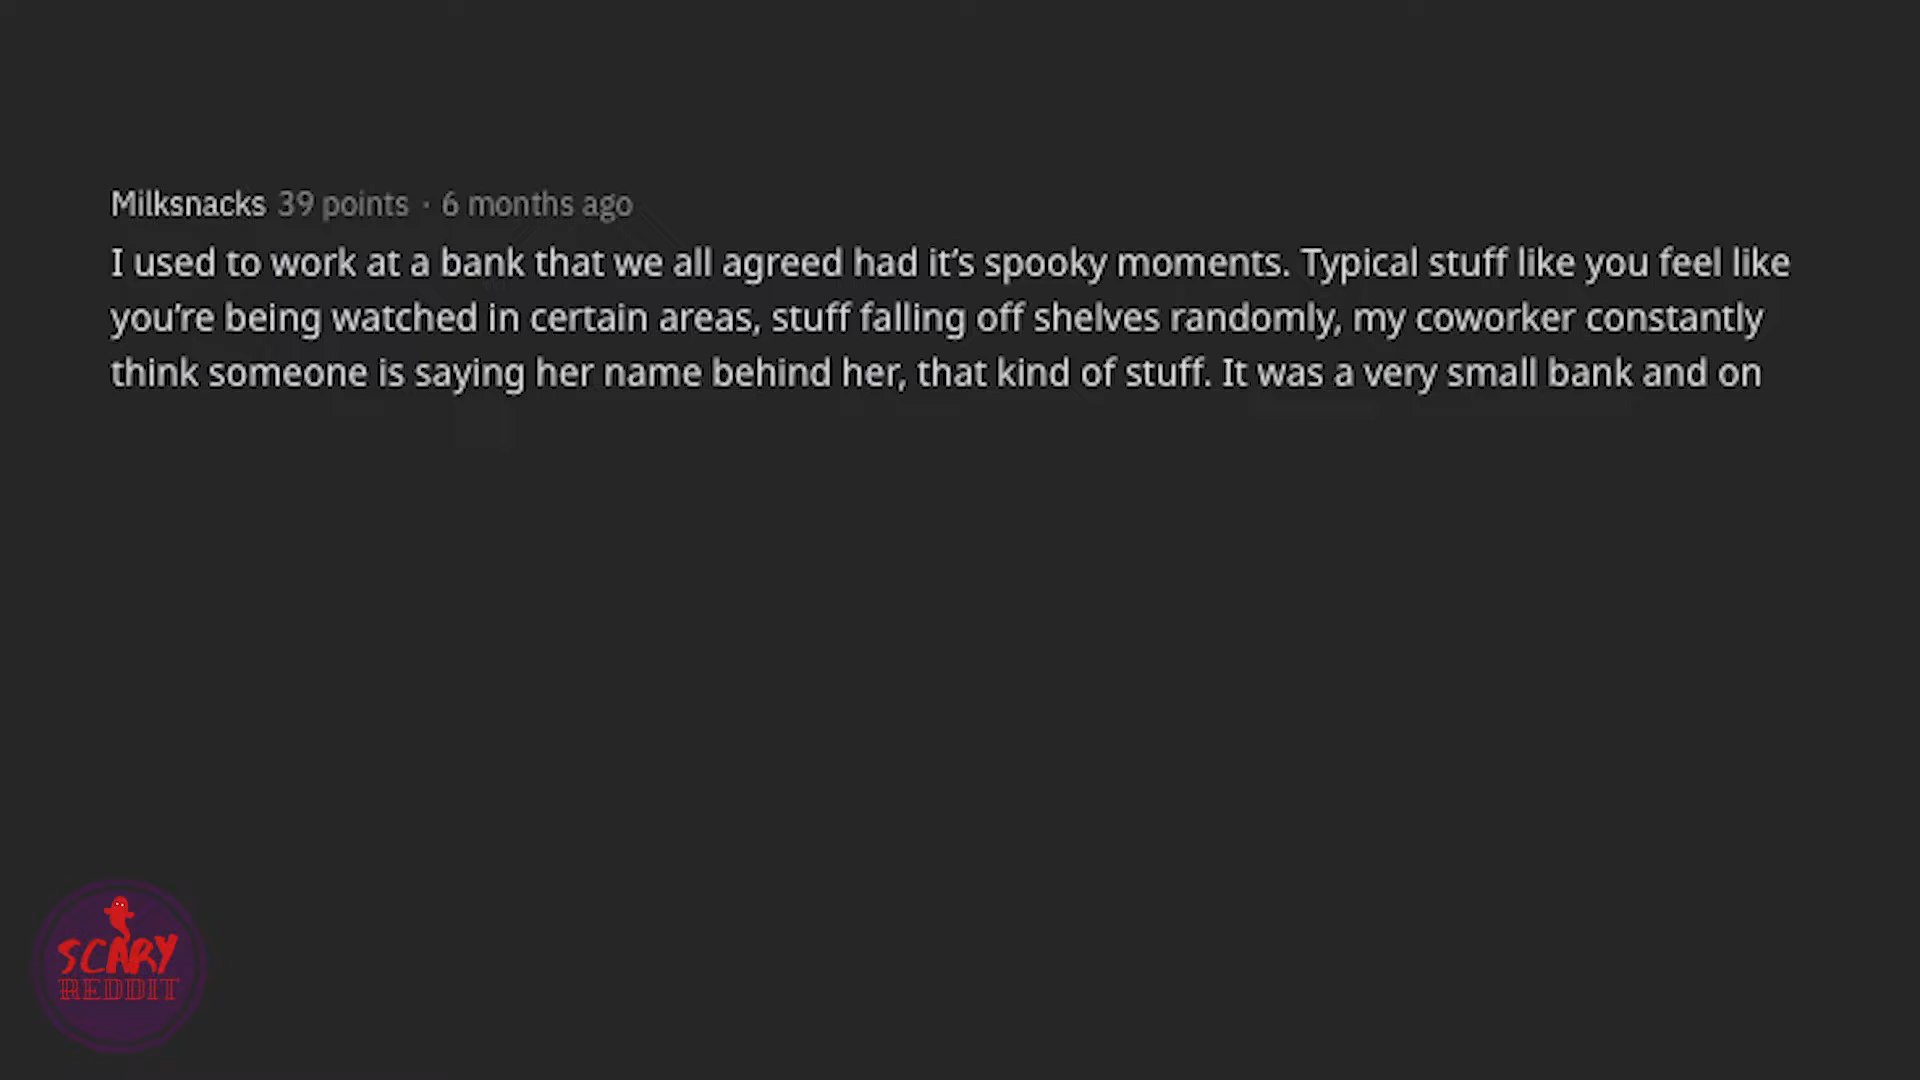 Milksnacks 39 points · 6 months ago
I used to work at a bank that we all agreed had it’s spooky moments. Typical stuff like you feel like
you’re being watched in certain areas, stuff falling off shelves randomly, my coworker constantly
think someone is saying her name behind her, that kind of stuff. It was a very small bank and on
SCARY
REDDIT